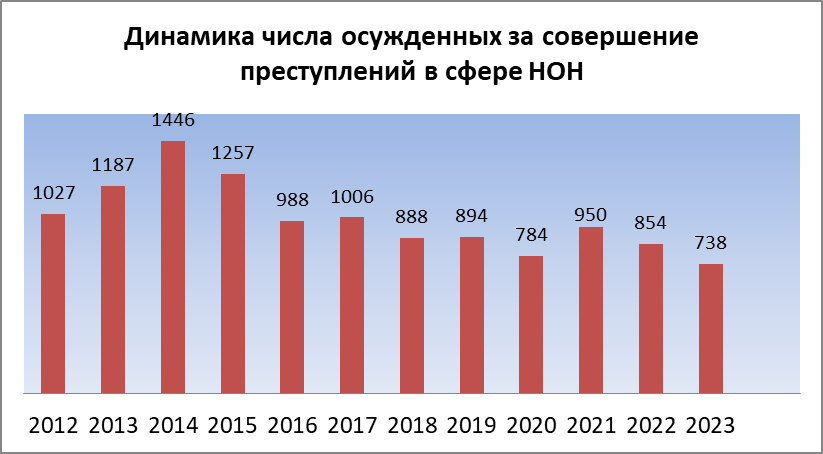 Динамика числа осужденных за совершение
преступлений в сфере НОН
1027 1187 1446 1257 988 1006 888 894 784 950 854 738
2012 2013 2014 2015 2016 2017 2018 2019 2020 2021 2022 2023